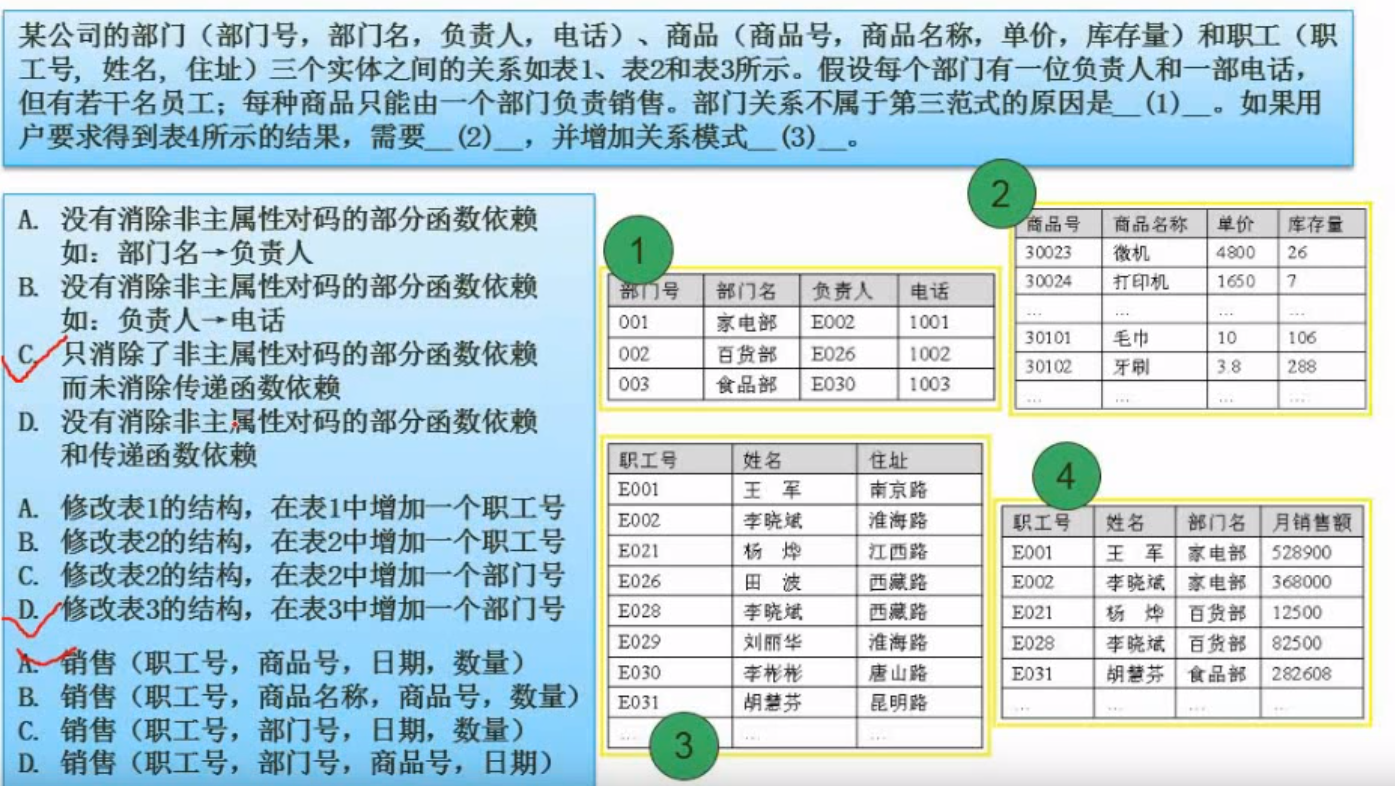 某公司的部门（部门号，部门名，负责人，电话）、商品（商品号，商品名称，单价，库存量）和职工（职
工号，姓名，住址）三个实体之间的关系如表1、表2和表3所示。假设每个部门有一位负责人和一部电话，
但有若干名员工；每种商品只能由一个部门负责销售。部门关系不属于第三范式的原因是__(1)__。如果用
户要求得到表4所示的结果，需要__(2)__，并增加关系模式__(3)__。
A. 没有消除非主属性对码的部分函数依赖
如：部门名→负责人
B. 没有消除非主属性对码的部分函数依赖
如：负责人→电话
C. 只消除了非主属性对码的部分函数依赖
而未消除传递函数依赖
D. 没有消除非主属性对码的部分函数依赖
和传递函数依赖
A. 修改表1的结构，在表1中增加一个职工号
B. 修改表2的结构，在表2中增加一个职工号
C. 修改表2的结构，在表2中增加一个部门号
D. 修改表3的结构，在表3中增加一个部门号
A. 销售（职工号，商品号，日期，数量）
B. 销售（职工号，商品名称，商品号，数量）
C. 销售（职工号，部门号，日期，数量）
D. 销售（职工号，部门号，商品号，日期）
1
部门号 部门名 负责人 电话
001 家电部 E002 1001
002 百货部 E026 1002
003 食品部 E030 1003
2
商品号 商品名称 单价 库存量
30023 微机 4800 26
30024 打印机 1650 7
… … … …
30101 毛巾 10 106
30102 牙刷 3.8 288
… … … …
职工号 姓名 住址
E001 王 军 南京路
E002 李晓斌 淮海路
E021 杨 烨 江西路
E026 田 波 西藏路
E028 李晓斌 西藏路
E029 刘丽华 淮海路
E030 李彬彬 唐山路
E031 胡慧芬 昆明路
… … …
3
4
职工号 姓名 部门名 月销售额
E001 王 军 家电部 528900
E002 李晓斌 家电部 368000
E021 杨 烨 百货部 12500
E028 李晓斌 百货部 82500
E031 胡慧芬 食品部 282608
… … … …